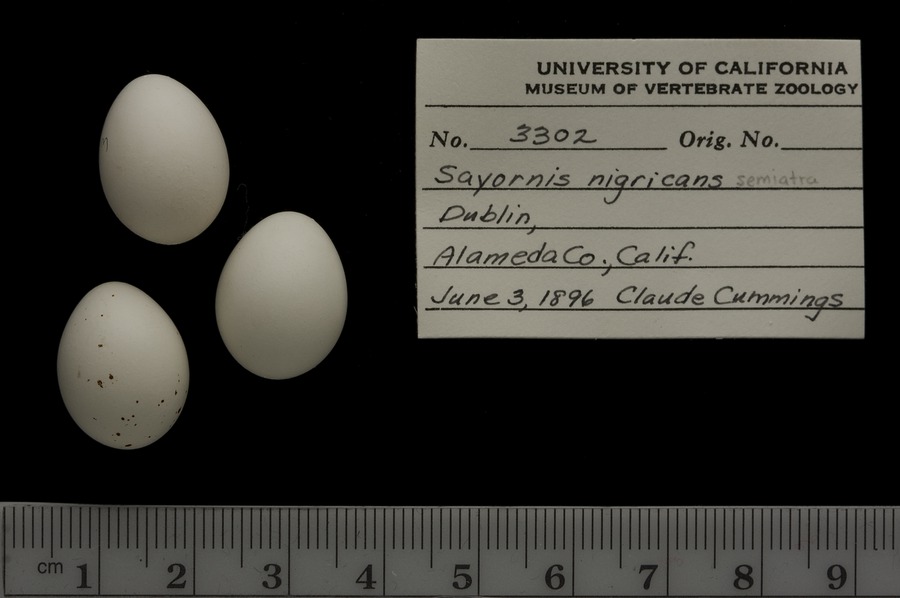 UNIVERSITY OF CALIFORNIA
MUSEUM OF VERTEBRATE ZOOLOGY
No. 3302 Orig. No.
Sayornis nigricans semiatra
Dublin,
Alameda Co., Calif.
June 3, 1896 Claude Cummings
cm 1 2 3 4 5 6 7 8 9